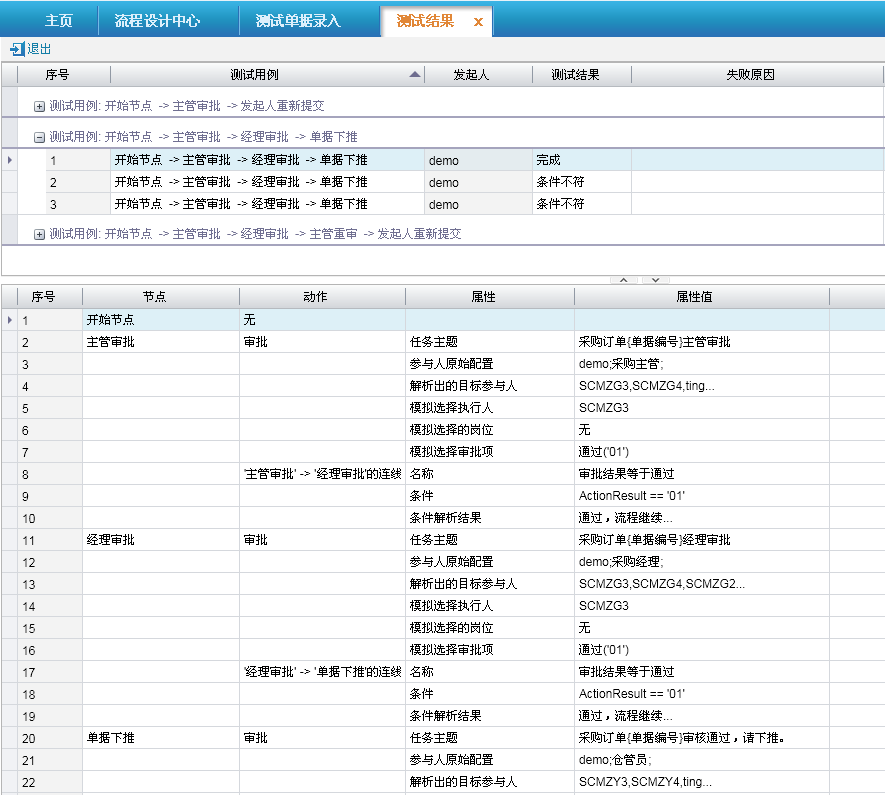 主页 流程设计中心 测试单据录入 测试结果 x
退出
序号 测试用例 发起人 测试结果 失败原因
测试用例: 开始节点 -> 主管审批 -> 发起人重新提交
测试用例: 开始节点 -> 主管审批 -> 经理审批 -> 单据下推
1 开始节点 -> 主管审批 -> 经理审批 -> 单据下推 demo 完成
2 开始节点 -> 主管审批 -> 经理审批 -> 单据下推 demo 条件不符
3 开始节点 -> 主管审批 -> 经理审批 -> 单据下推 demo 条件不符
测试用例: 开始节点 -> 主管审批 -> 经理审批 -> 主管重审 -> 发起人重新提交
序号 节点 动作 属性 属性值
1 开始节点 无
2 主管审批 审批 任务主题 采购订单{单据编号}主管审批
3 参与人原始配置 demo;采购主管;
4 解析出的目标参与人 SCMZG3,SCMZG4,ting...
5 模拟选择执行人 SCMZG3
6 模拟选择的岗位 无
7 模拟选择审批项 通过('01')
8 '主管审批' -> '经理审批'的连线 名称 审批结果等于通过
9 条件 ActionResult == '01'
10 条件解析结果 通过，流程继续...
11 经理审批 审批 任务主题 采购订单{单据编号}经理审批
12 参与人原始配置 demo;采购经理;
13 解析出的目标参与人 SCMZG3,SCMZG4,SCMZG2...
14 模拟选择执行人 SCMZG3
15 模拟选择的岗位 无
16 模拟选择审批项 通过('01')
17 '经理审批' -> '单据下推'的连线 名称 审批结果等于通过
18 条件 ActionResult == '01'
19 条件解析结果 通过，流程继续...
20 单据下推 审批 任务主题 采购订单{单据编号}审核通过，请下推。
21 参与人原始配置 demo;仓管员;
22 解析出的目标参与人 SCMZY3,SCMZY4,ting...